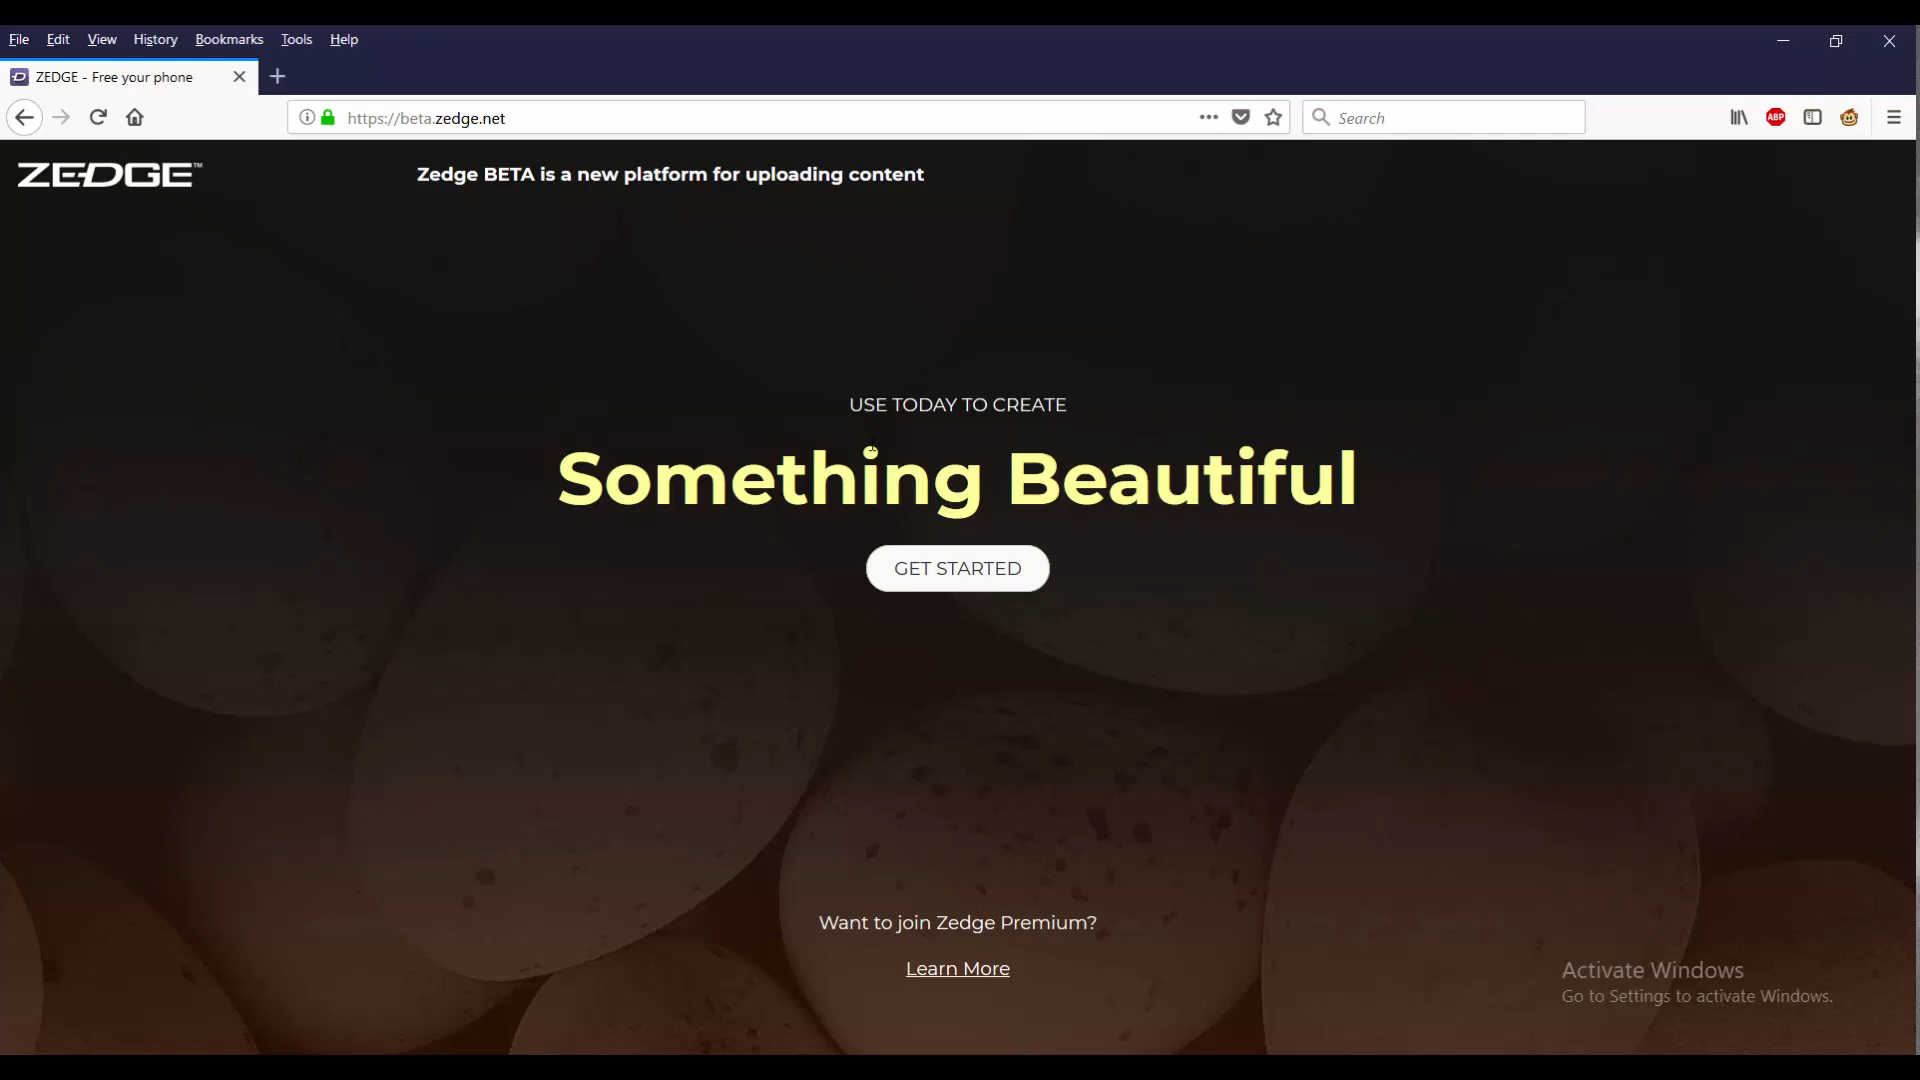 File Edit View History Bookmarks Tools Help
ZEDGE - Free your phone
https://beta.zedge.net
Search
ABP
ZEDGE™
Zedge BETA is a new platform for uploading content
USE TODAY TO CREATE
Something Beautiful
GET STARTED
Want to join Zedge Premium?
Learn More
Activate Windows
Go to Settings to activate Windows.